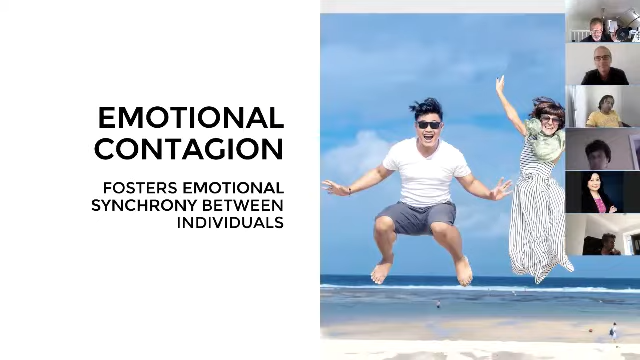 EMOTIONAL
CONTAGION
FOSTERS EMOTIONAL
SYNCHRONY BETWEEN
INDIVIDUALS